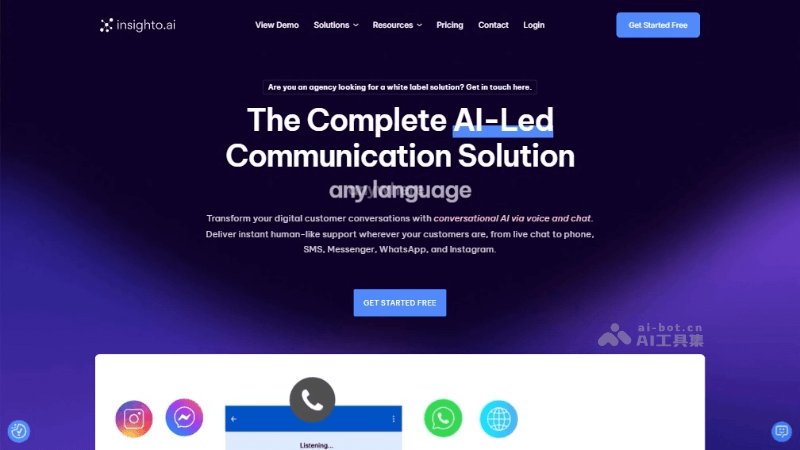 insighto.ai
View Demo
Solutions
Resources
Pricing
Contact
Login
Get Started Free
Are you an agency looking for a white label solution? Get in touch here.
The Complete AI-Led
Communication Solution
any language
Transform your digital customer conversations with conversational AI via voice and chat.
Deliver instant human-like support wherever your customers are, from live chat to phone,
SMS, Messenger, WhatsApp, and Instagram.
GET STARTED FREE
ai-bot.cn
AI工具集
Listening...